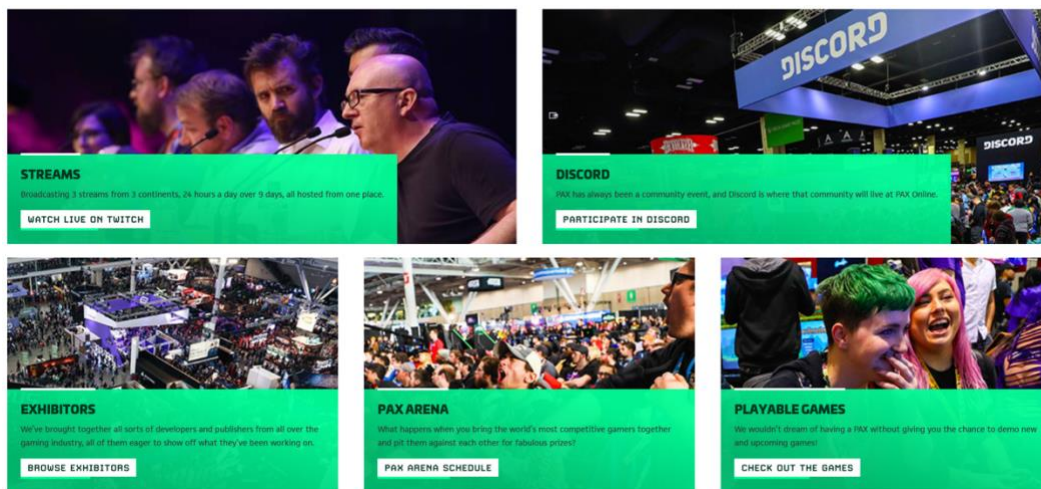 DISCORD
DISCORD
STREAMS
Broadcasting 3 streams from 3 continents, 24 hours a day over 9 days, all hosted from one place.
WATCH LIVE ON TWITCH
DISCORD
PAX has always been a community event, and Discord is where that community will live at PAX Online.
PARTICIPATE IN DISCORD
EXHIBITORS
We've brought together all sorts of developers and publishers from all over the
gaming industry, all of them eager to show off what they've been working on.
BROWSE EXHIBITORS
PAX ARENA
What happens when you bring the world's most competitive gamers together
and pit them against each other for fabulous prizes?
PAX ARENA SCHEDULE
PLAYABLE GAMES
We wouldn't dream of having a PAX without giving you the chance to demo new
and upcoming games!
CHECK OUT THE GAMES